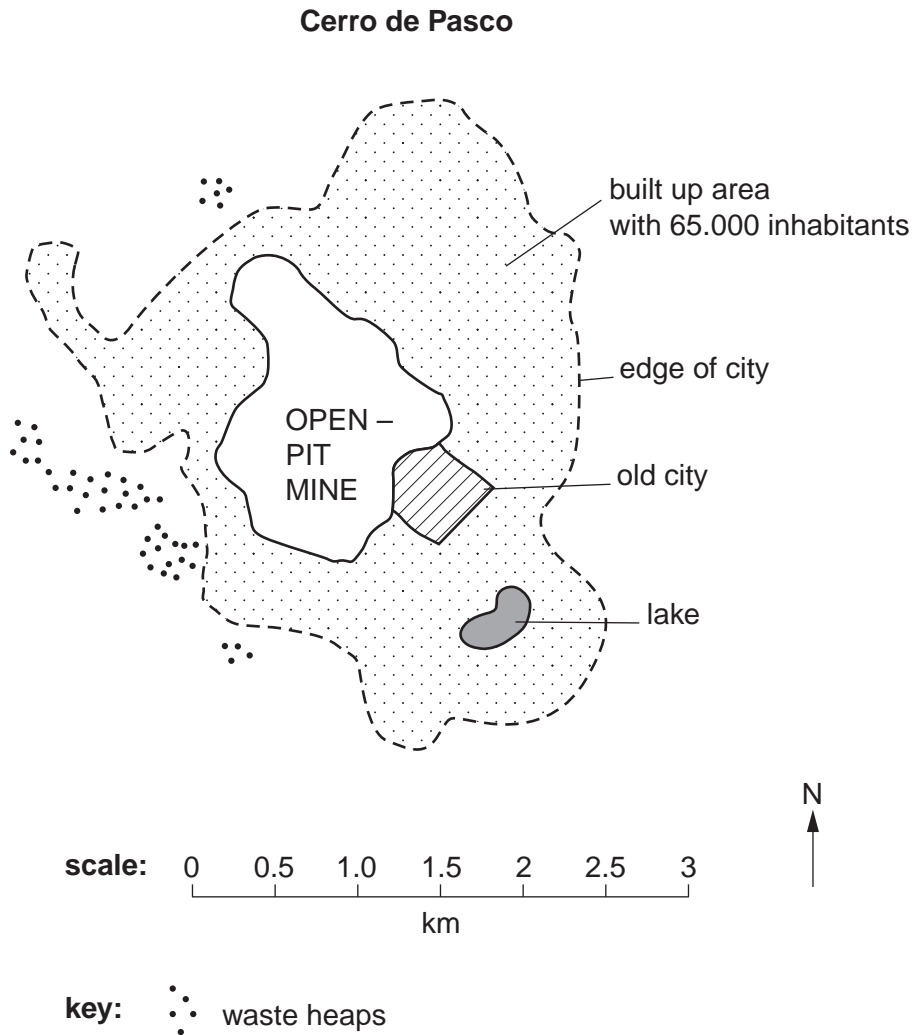 Cerro de Pasco
built up area
with 65.000 inhabitants
edge of city
OPEN –
PIT
MINE
old city
lake
N
scale: 0 0.5 1.0 1.5 2 2.5 3
km
key: waste heaps